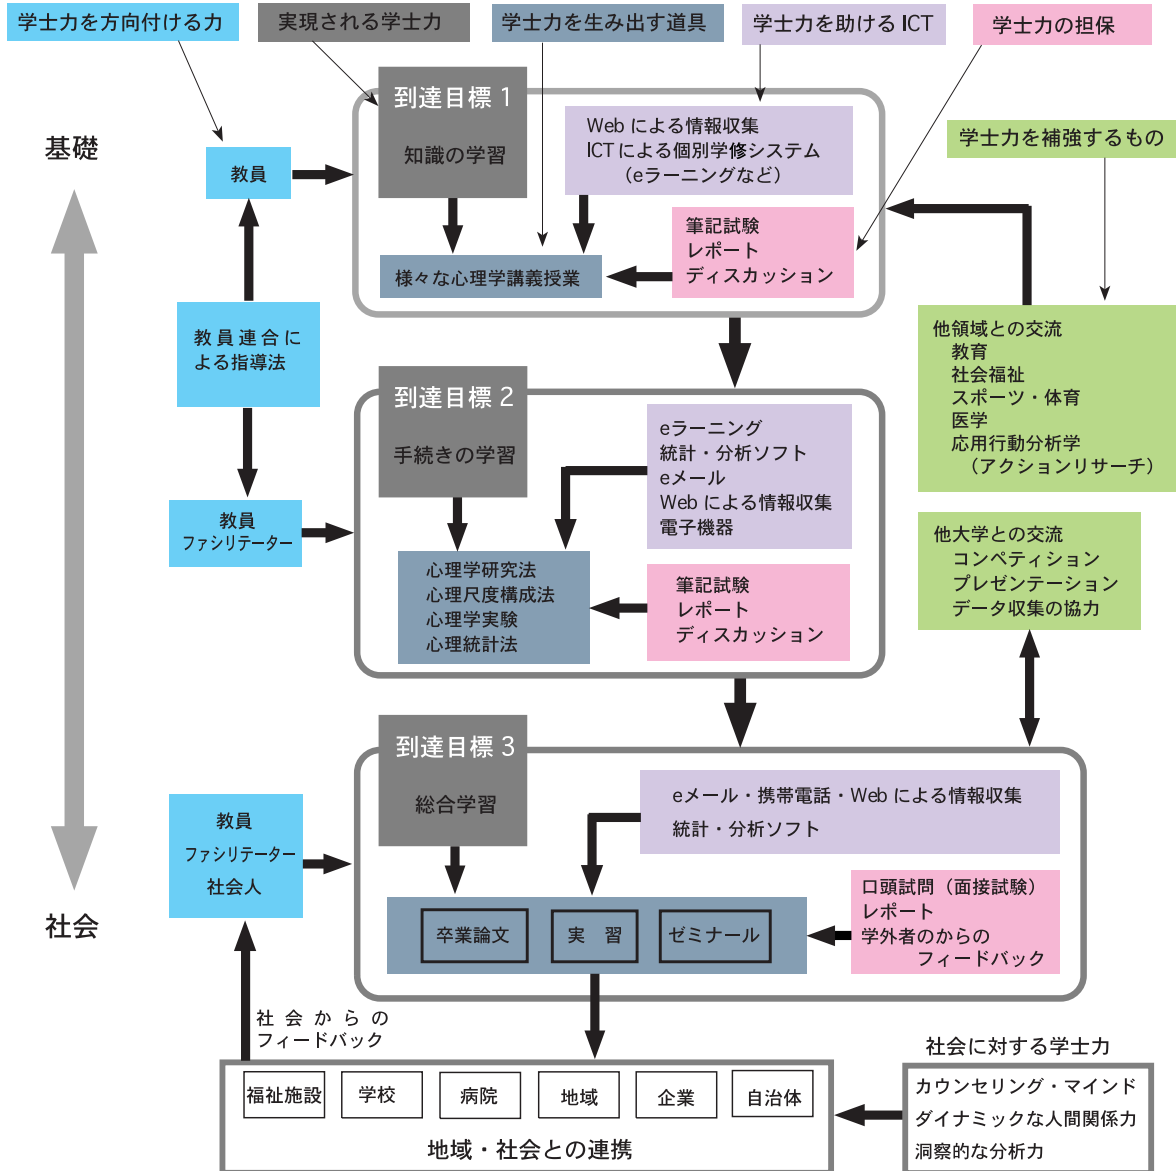 学士力を方向付ける力
実現される学士力
学士力を生み出す道具
学士力を助ける ICT
学士力の担保
学士力を補強するもの
基礎
社会
教員
到達目標 1
知識の学習
Web による情報収集
ICT による個別学修システム
（eラーニングなど）
筆記試験
レポート
ディスカッション
様々な心理学講義授業
教員連合に
よる指導法
他領域との交流
教育
社会福祉
スポーツ・体育
医学
応用行動分析学
（アクションリサーチ）
到達目標 2
手続きの学習
eラーニング
統計・分析ソフト
eメール
Web による情報収集
電子機器
教員
ファシリテーター
心理学研究法
心理尺度構成法
心理学実験
心理統計法
筆記試験
レポート
ディスカッション
他大学との交流
コンペティション
プレゼンテーション
データ収集の協力
到達目標 3
総合学習
eメール・携帯電話・Web による情報収集
統計・分析ソフト
教員
ファシリテーター
社会人
卒業論文
実 習
ゼミナール
口頭試問（面接試験）
レポート
学外者のからの
フィードバック
社会からの
フィードバック
福祉施設
学校
病院
地域
企業
自治体
地域・社会との連携
社会に対する学士力
カウンセリング・マインド
ダイナミックな人間関係力
洞察的な分析力